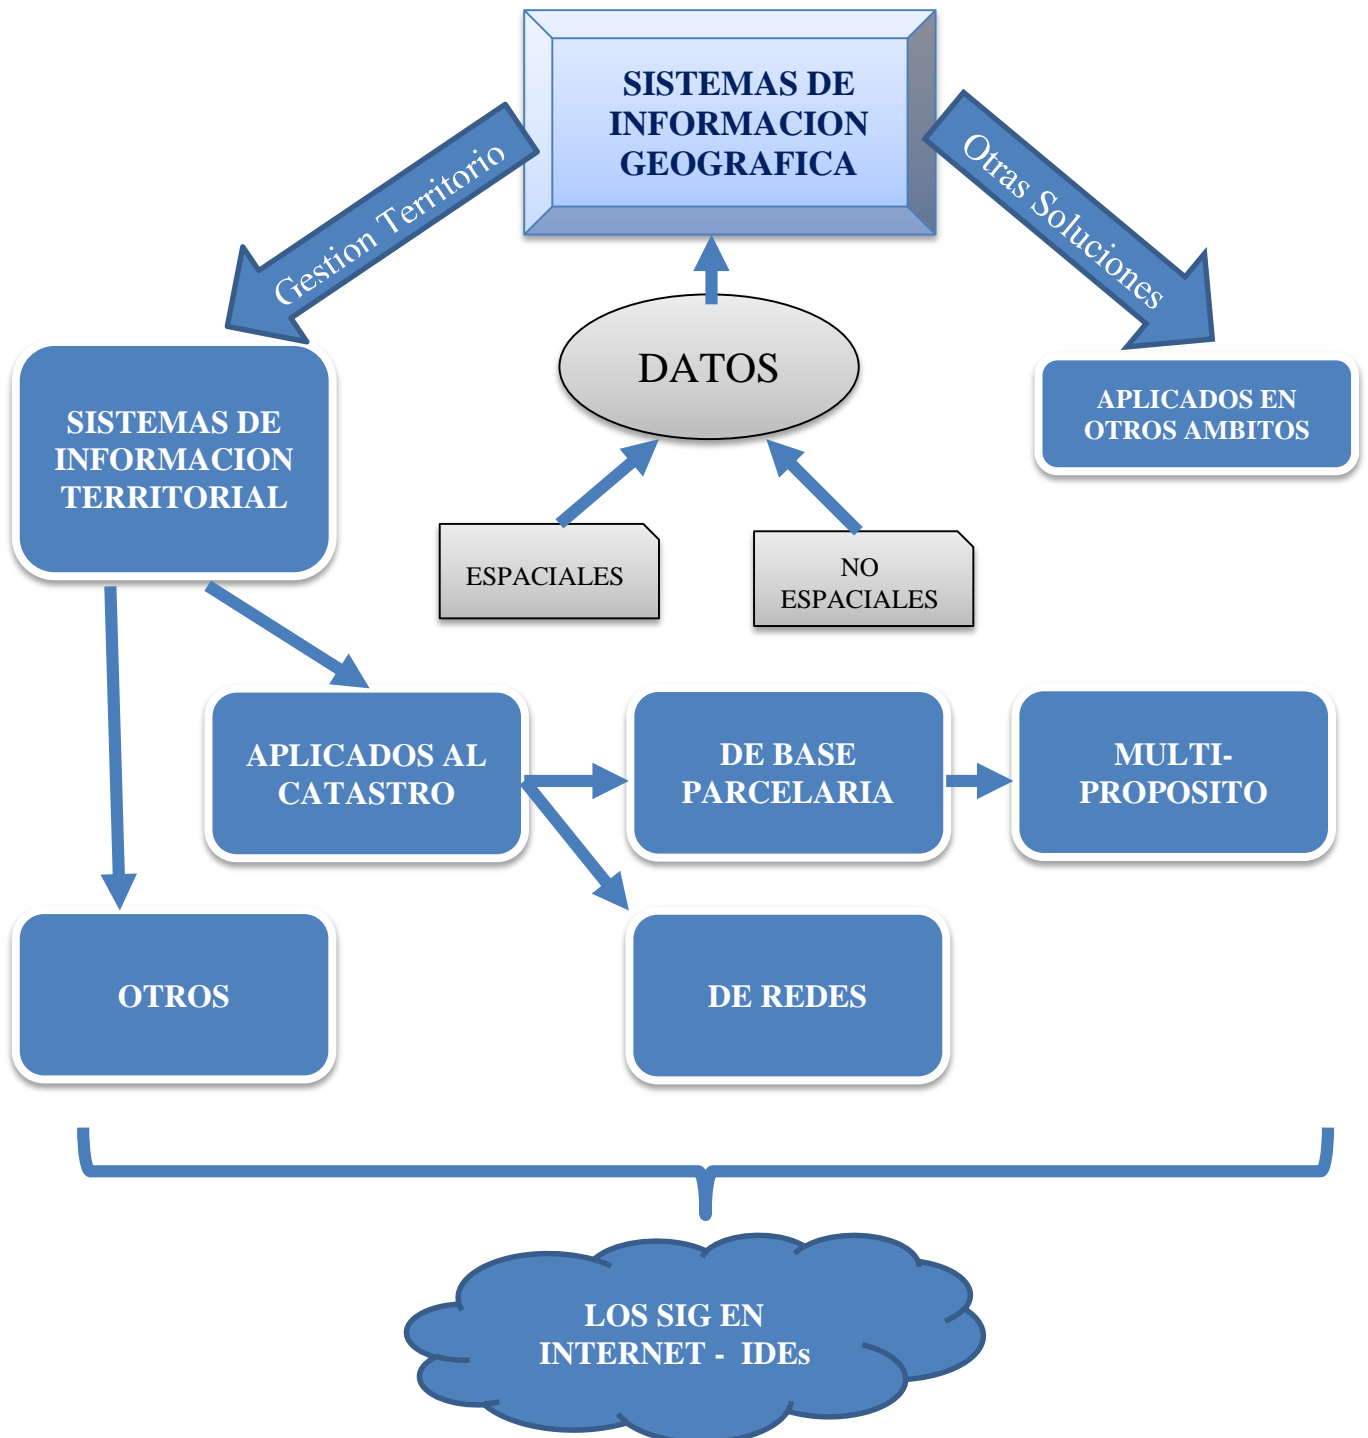 SISTEMAS DE
INFORMACION
GEOGRAFICA
Gestion Territorio
Otras Soluciones
DATOS
SISTEMAS DE
INFORMACION
TERRITORIAL
APLICADOS EN
OTROS AMBITOS
ESPACIALES
NO
ESPACIALES
APLICADOS AL
CATASTRO
DE BASE
PARCELARIA
MULTI-
PROPOSITO
OTROS
DE REDES
LOS SIG EN
INTERNET - IDEs